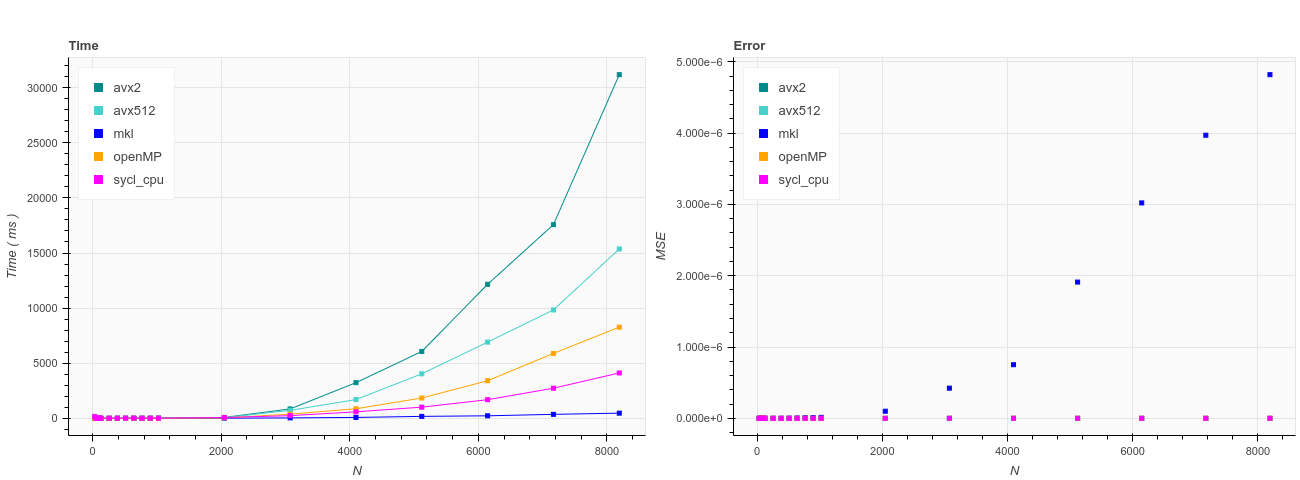 Time
avx2
avx512
mkl
openMP
sycl_cpu
30000
25000
20000
15000
10000
5000
0
Time ( ms )
0
2000
4000
6000
8000
N
Error
avx2
avx512
mkl
openMP
sycl_cpu
5.000e−6
4.000e−6
3.000e−6
2.000e−6
1.000e−6
0.000e+0
MSE
0
2000
4000
6000
8000
N